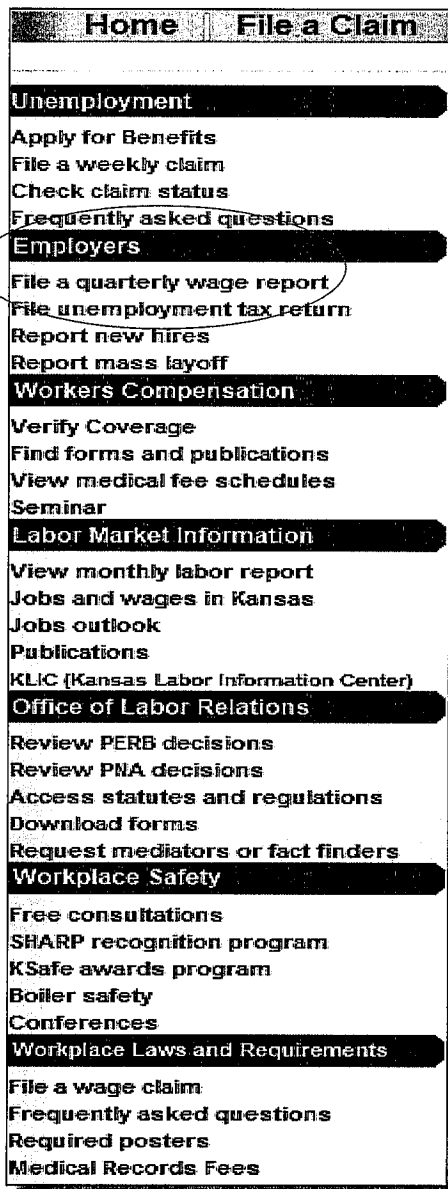 Home File a Claim
Unemployment
Apply for Benefits
File a weekly claim
Check claim status
Frequently asked questions
Employers
File a quarterly wage report
File unemployment tax return
Report new hires
Report mass layoff
Workers Compensation
Verify Coverage
Find forms and publications
View medical fee schedules
Seminar
Labor Market Information
View monthly labor report
Jobs and wages in Kansas
Jobs outlook
Publications
KLIC (Kansas Labor Information Center)
Office of Labor Relations
Review PERB decisions
Review PNA decisions
Access statutes and regulations
Download forms
Request mediators or fact finders
Workplace Safety
Free consultations
SHARP recognition program
KSafe awards program
Boiler safety
Conferences
Workplace Laws and Requirements
File a wage claim
Frequently asked questions
Required posters
Medical Records Fees